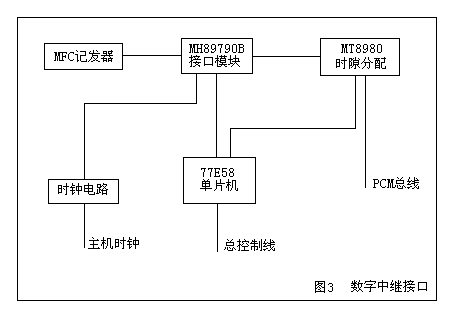 MFC记发器
MH89790B
接口模块
MT8980
时隙分配
77E58
单片机
时钟电路
PCM总线
主机时钟
总控制线
图3 数字中继接口